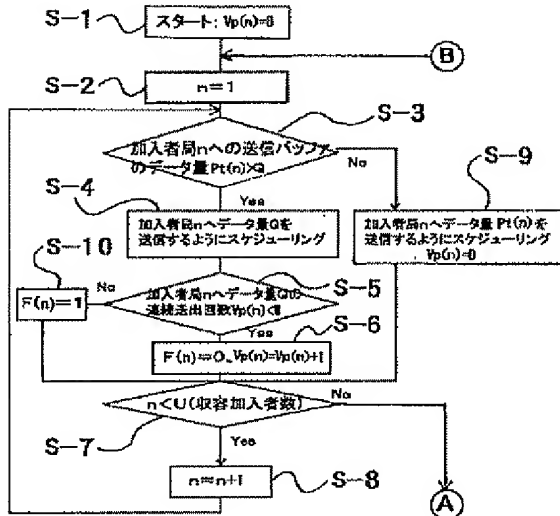 S-1
スタート: Vp(n)=0
B
S-2
n=1
S-3
加入者局nへの送信バッファ
のデータ量Pt(n)>Q
No
S-9
Yes
S-4
加入者局nへデータ量Qを
送信するようにスケジューリング
加入者局nへデータ量Pt(n)を
送信するようにスケジューリング
Vp(n)=0
S-10
S-5
加入者局nへデータ量Qの
連続送出回数Vp(n)<
No
F(n)=1
S-6
Yes
F(n)=0、Vp(n)=Vp(n)+1
n<U(収容加入者数)
No
S-7
Yes
n=n+1
S-8
A